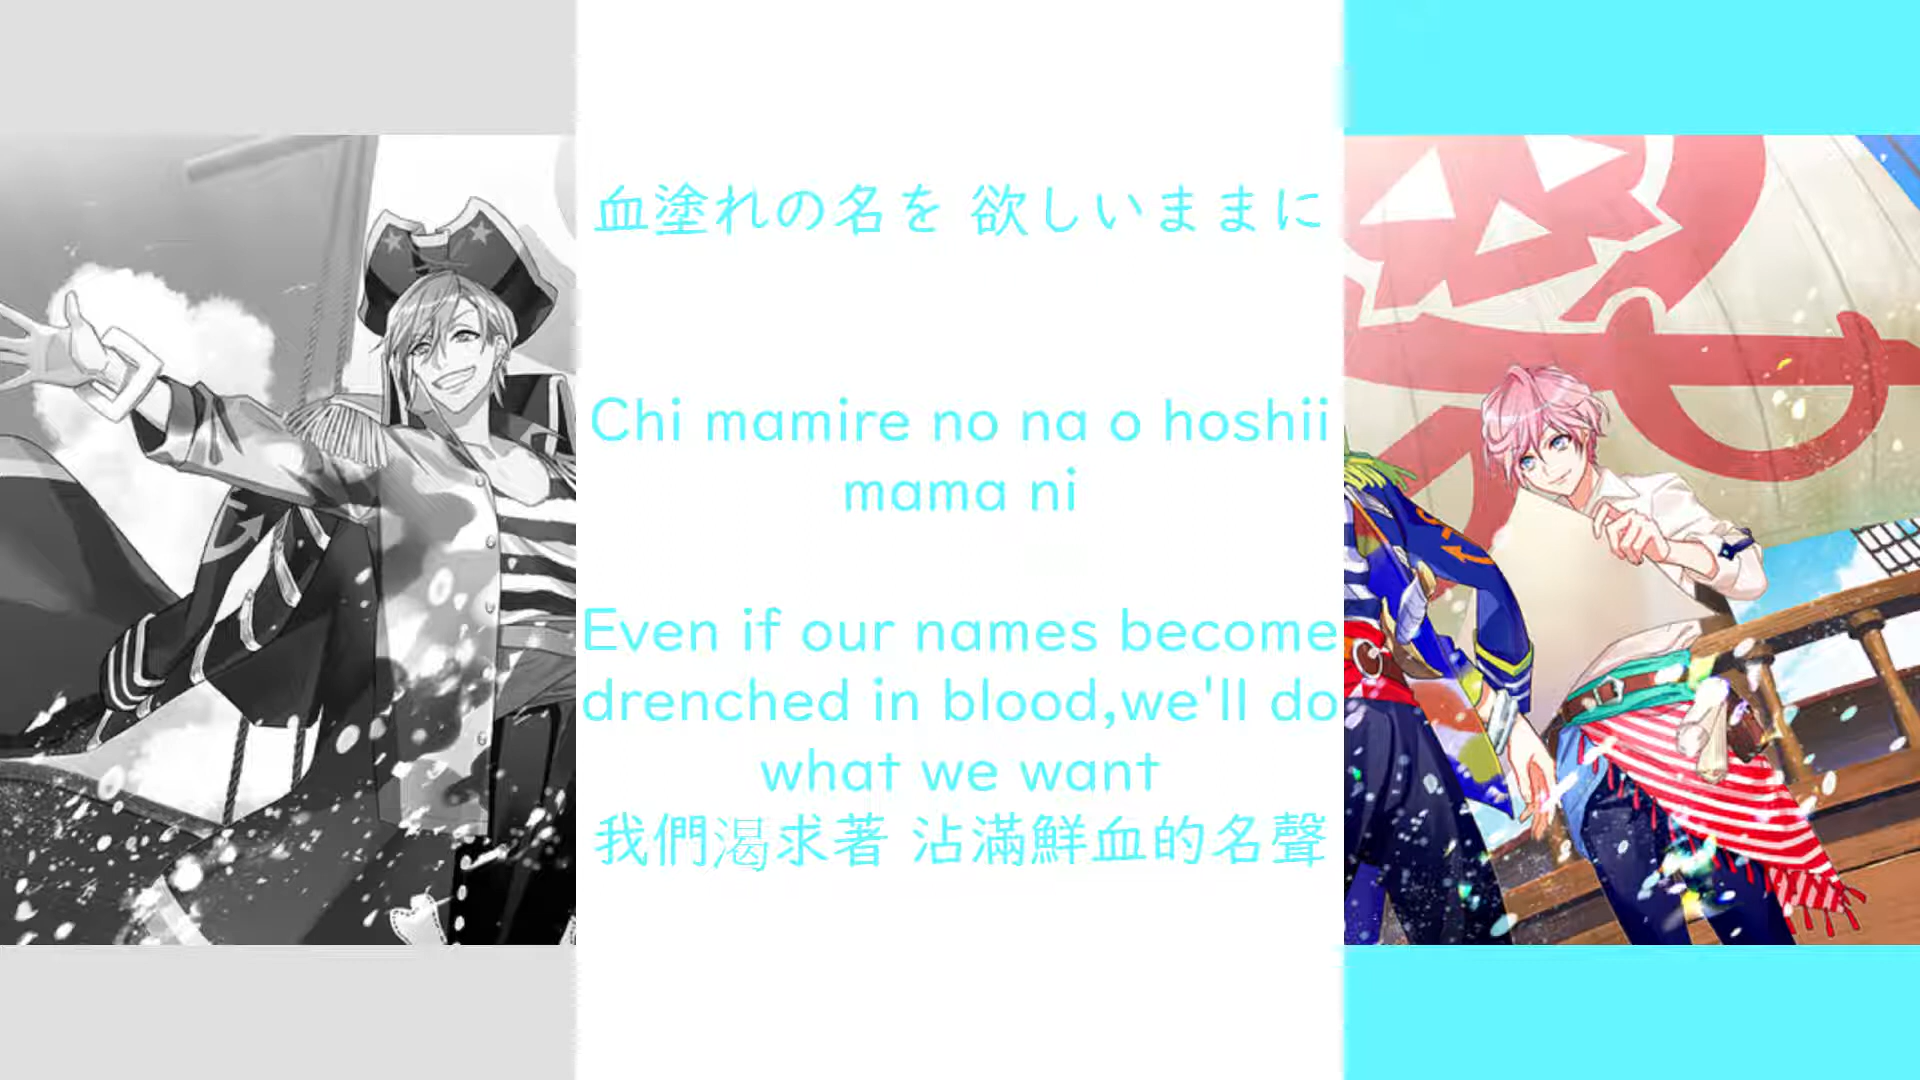 血塗れの名を 欲しいままに
Chi mamire no na o hoshii
mama ni
Even if our names become
drenched in blood,we'll do
what we want
我們渴求著 沾滿鮮血的名聲